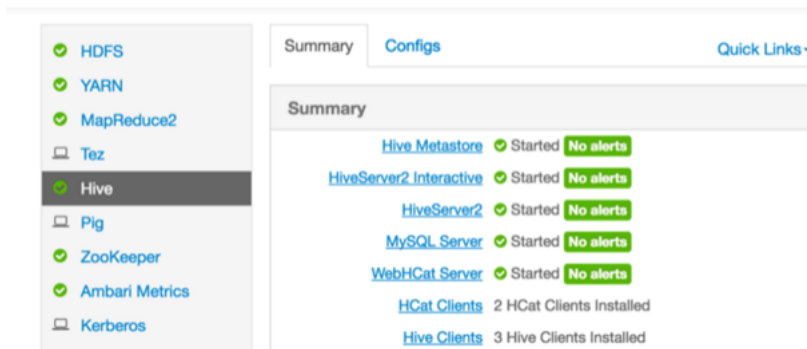 HDFS
YARN
MapReduce2
Tez
Hive
Pig
ZooKeeper
Ambari Metrics
Kerberos
Summary Configs Quick Links
Summary
Hive Metastore Started No alerts
HiveServer2 Interactive Started No alerts
HiveServer2 Started No alerts
MySQL Server Started No alerts
WebHCat Server Started No alerts
HCat Clients 2 HCat Clients Installed
Hive Clients 3 Hive Clients Installed